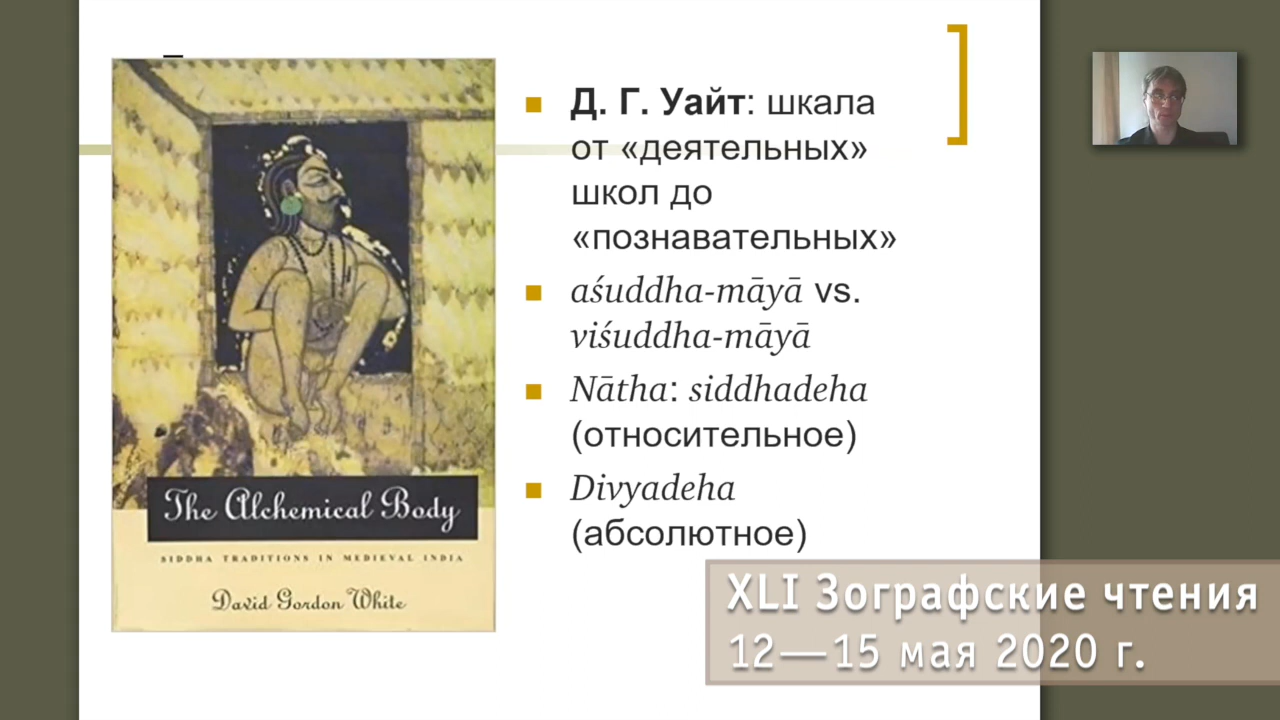 Д. Г. Уайт: шкала
от «деятельных»
школ до
«познавательных»
aśuddha-māyā vs.
viśuddha-māyā
Nātha: siddhadeha
(относительное)
Divyadeha
(абсолютное)
The Alchemical Body
SIDDHA TRADITIONS IN MEDIEVAL INDIA
David Gordon White
XLI Зографские чтения
12—15 мая 2020 г.